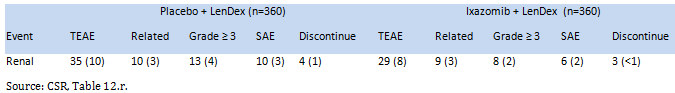 Placebo + LenDex (n=360) Ixazomib + LenDex (n=360)
Event TEAE Related Grade ≥ 3 SAE Discontinue TEAE Related Grade ≥ 3 SAE Discontinue
Renal 35 (10) 10 (3) 13 (4) 10 (3) 4 (1) 29 (8) 9 (3) 8 (2) 6 (2) 3 (<1)
Source: CSR, Table 12.r.